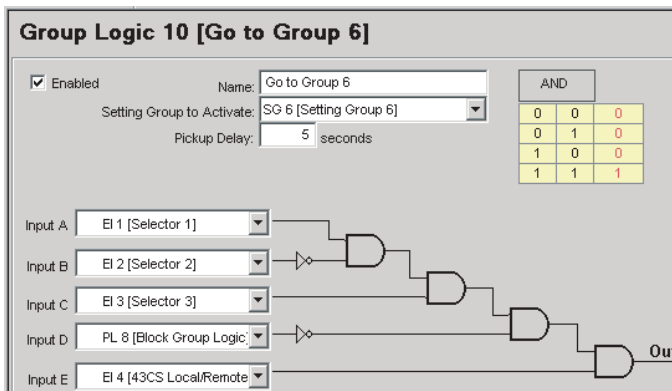 Group Logic 10 [Go to Group 6]
Enabled
Name: Go to Group 6
Setting Group to Activate: SG 6 [Setting Group 6]
Pickup Delay: 5 seconds
AND
0 0 0
0 1 0
1 0 0
1 1 1
Input A EI 1 [Selector 1]
Input B EI 2 [Selector 2]
Input C EI 3 [Selector 3]
Input D PL 8 [Block Group Logic]
Input E EI 4 [43CS Local/Remote
Ou